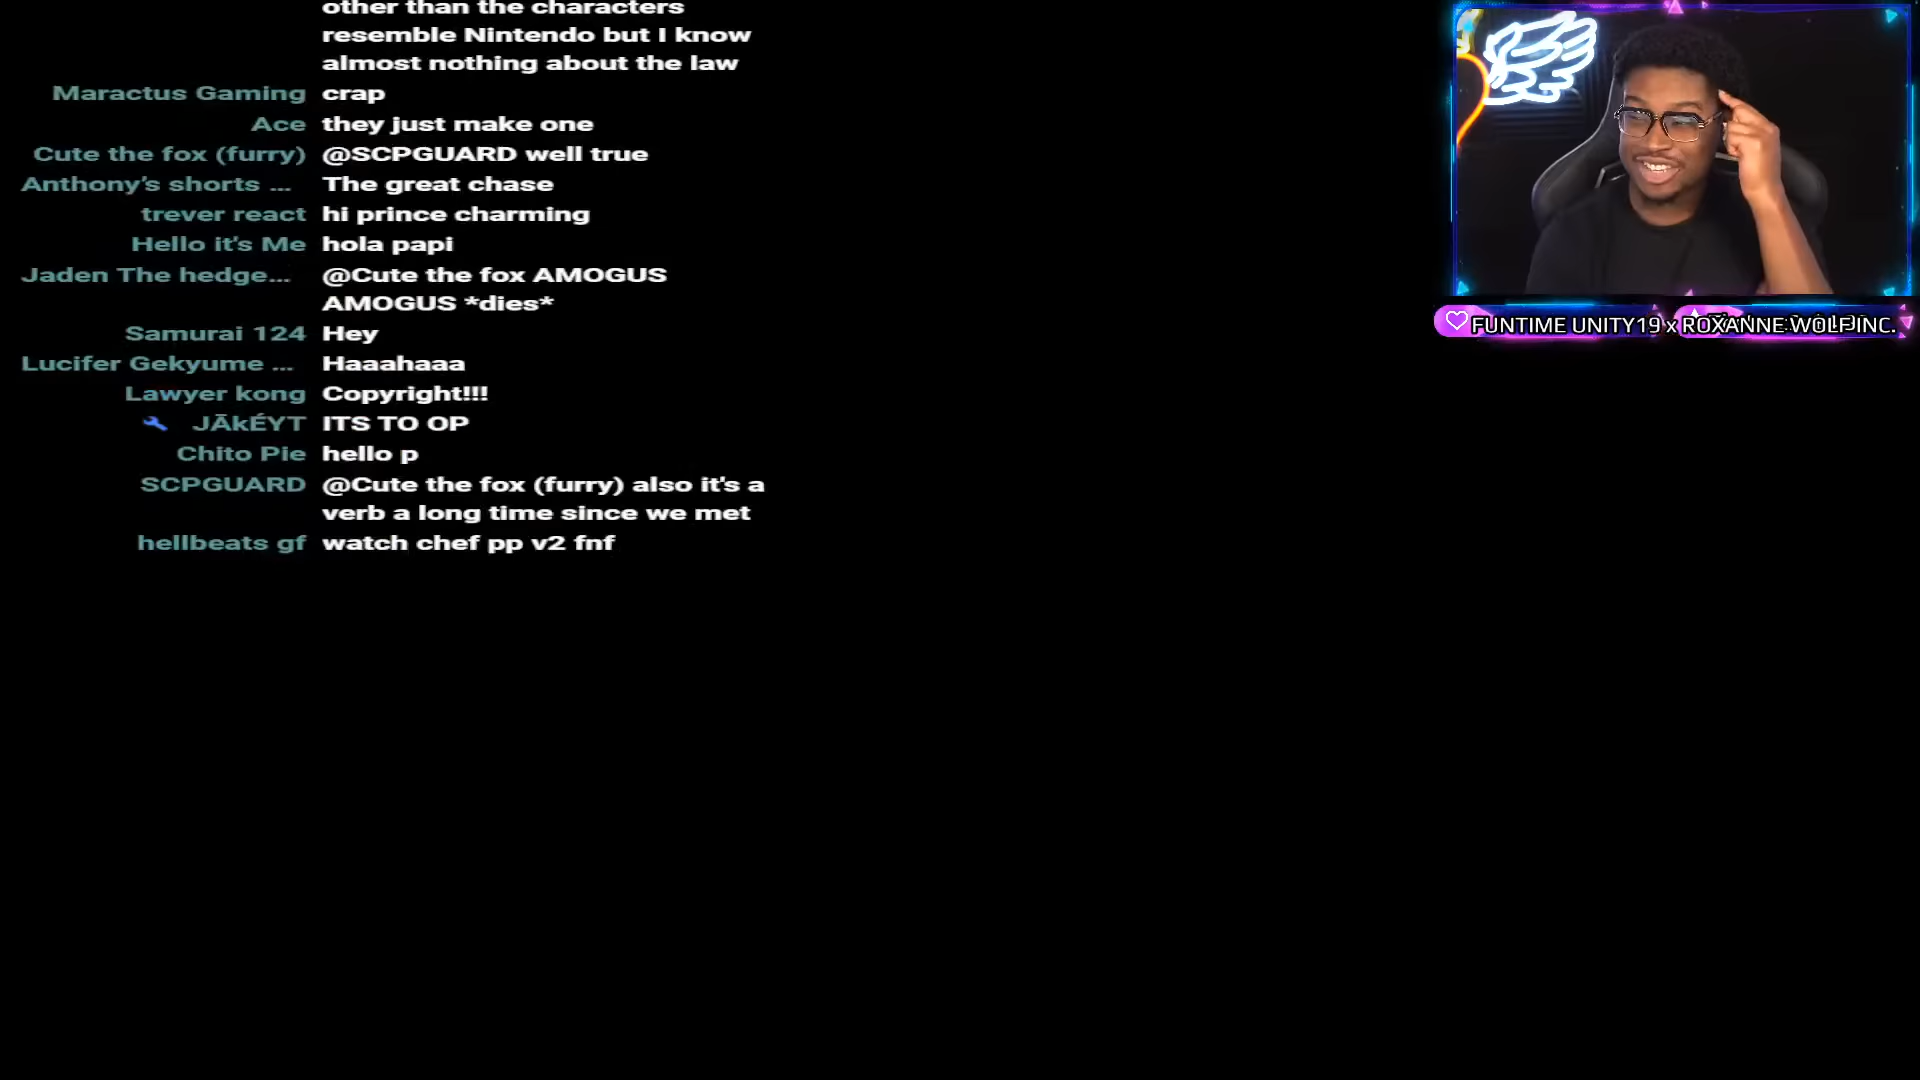 other than the characters
resemble Nintendo but I know
almost nothing about the law
Maractus Gaming crap
Ace they just make one
Cute the fox (furry) @SCPGUARD well true
Anthony's shorts ... The great chase
trever react hi prince charming
Hello it's Me hola papi
Jaden The hedge... @Cute the fox AMOGUS
AMOGUS *dies*
Samurai 124 Hey
Lucifer Gekyume ... Haaahaaa
Lawyer kong Copyright!!!
JĀkÉYT ITS TO OP
Chito Pie hello p
SCPGUARD @Cute the fox (furry) also it's a
verb a long time since we met
hellbeats gf watch chef pp v2 fnf
FUNTIME UNITY19 x ROXANNE WOLF INC.